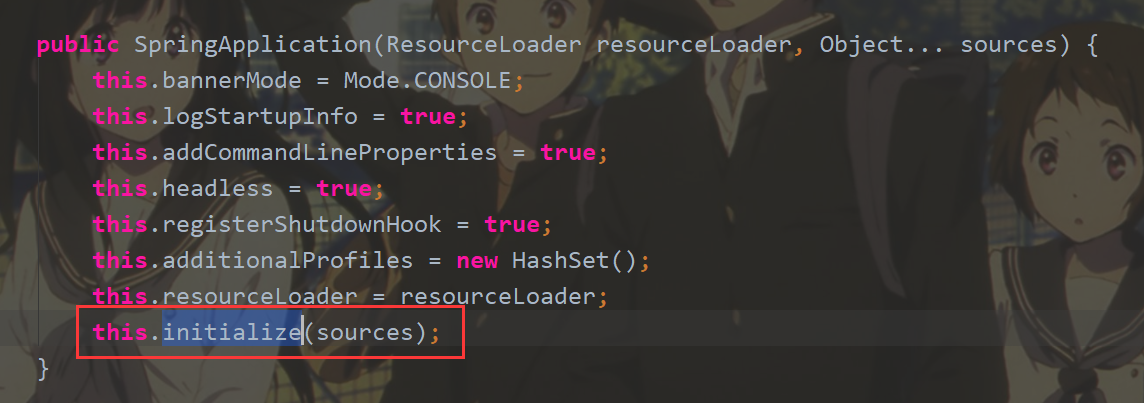 public SpringApplication(ResourceLoader resourceLoader, Object... sources) {
this.bannerMode = Mode.CONSOLE;
this.logStartupInfo = true;
this.addCommandLineProperties = true;
this.headless = true;
this.registerShutdownHook = true;
this.additionalProfiles = new HashSet();
this.resourceLoader = resourceLoader;
this.initialize(sources);
}